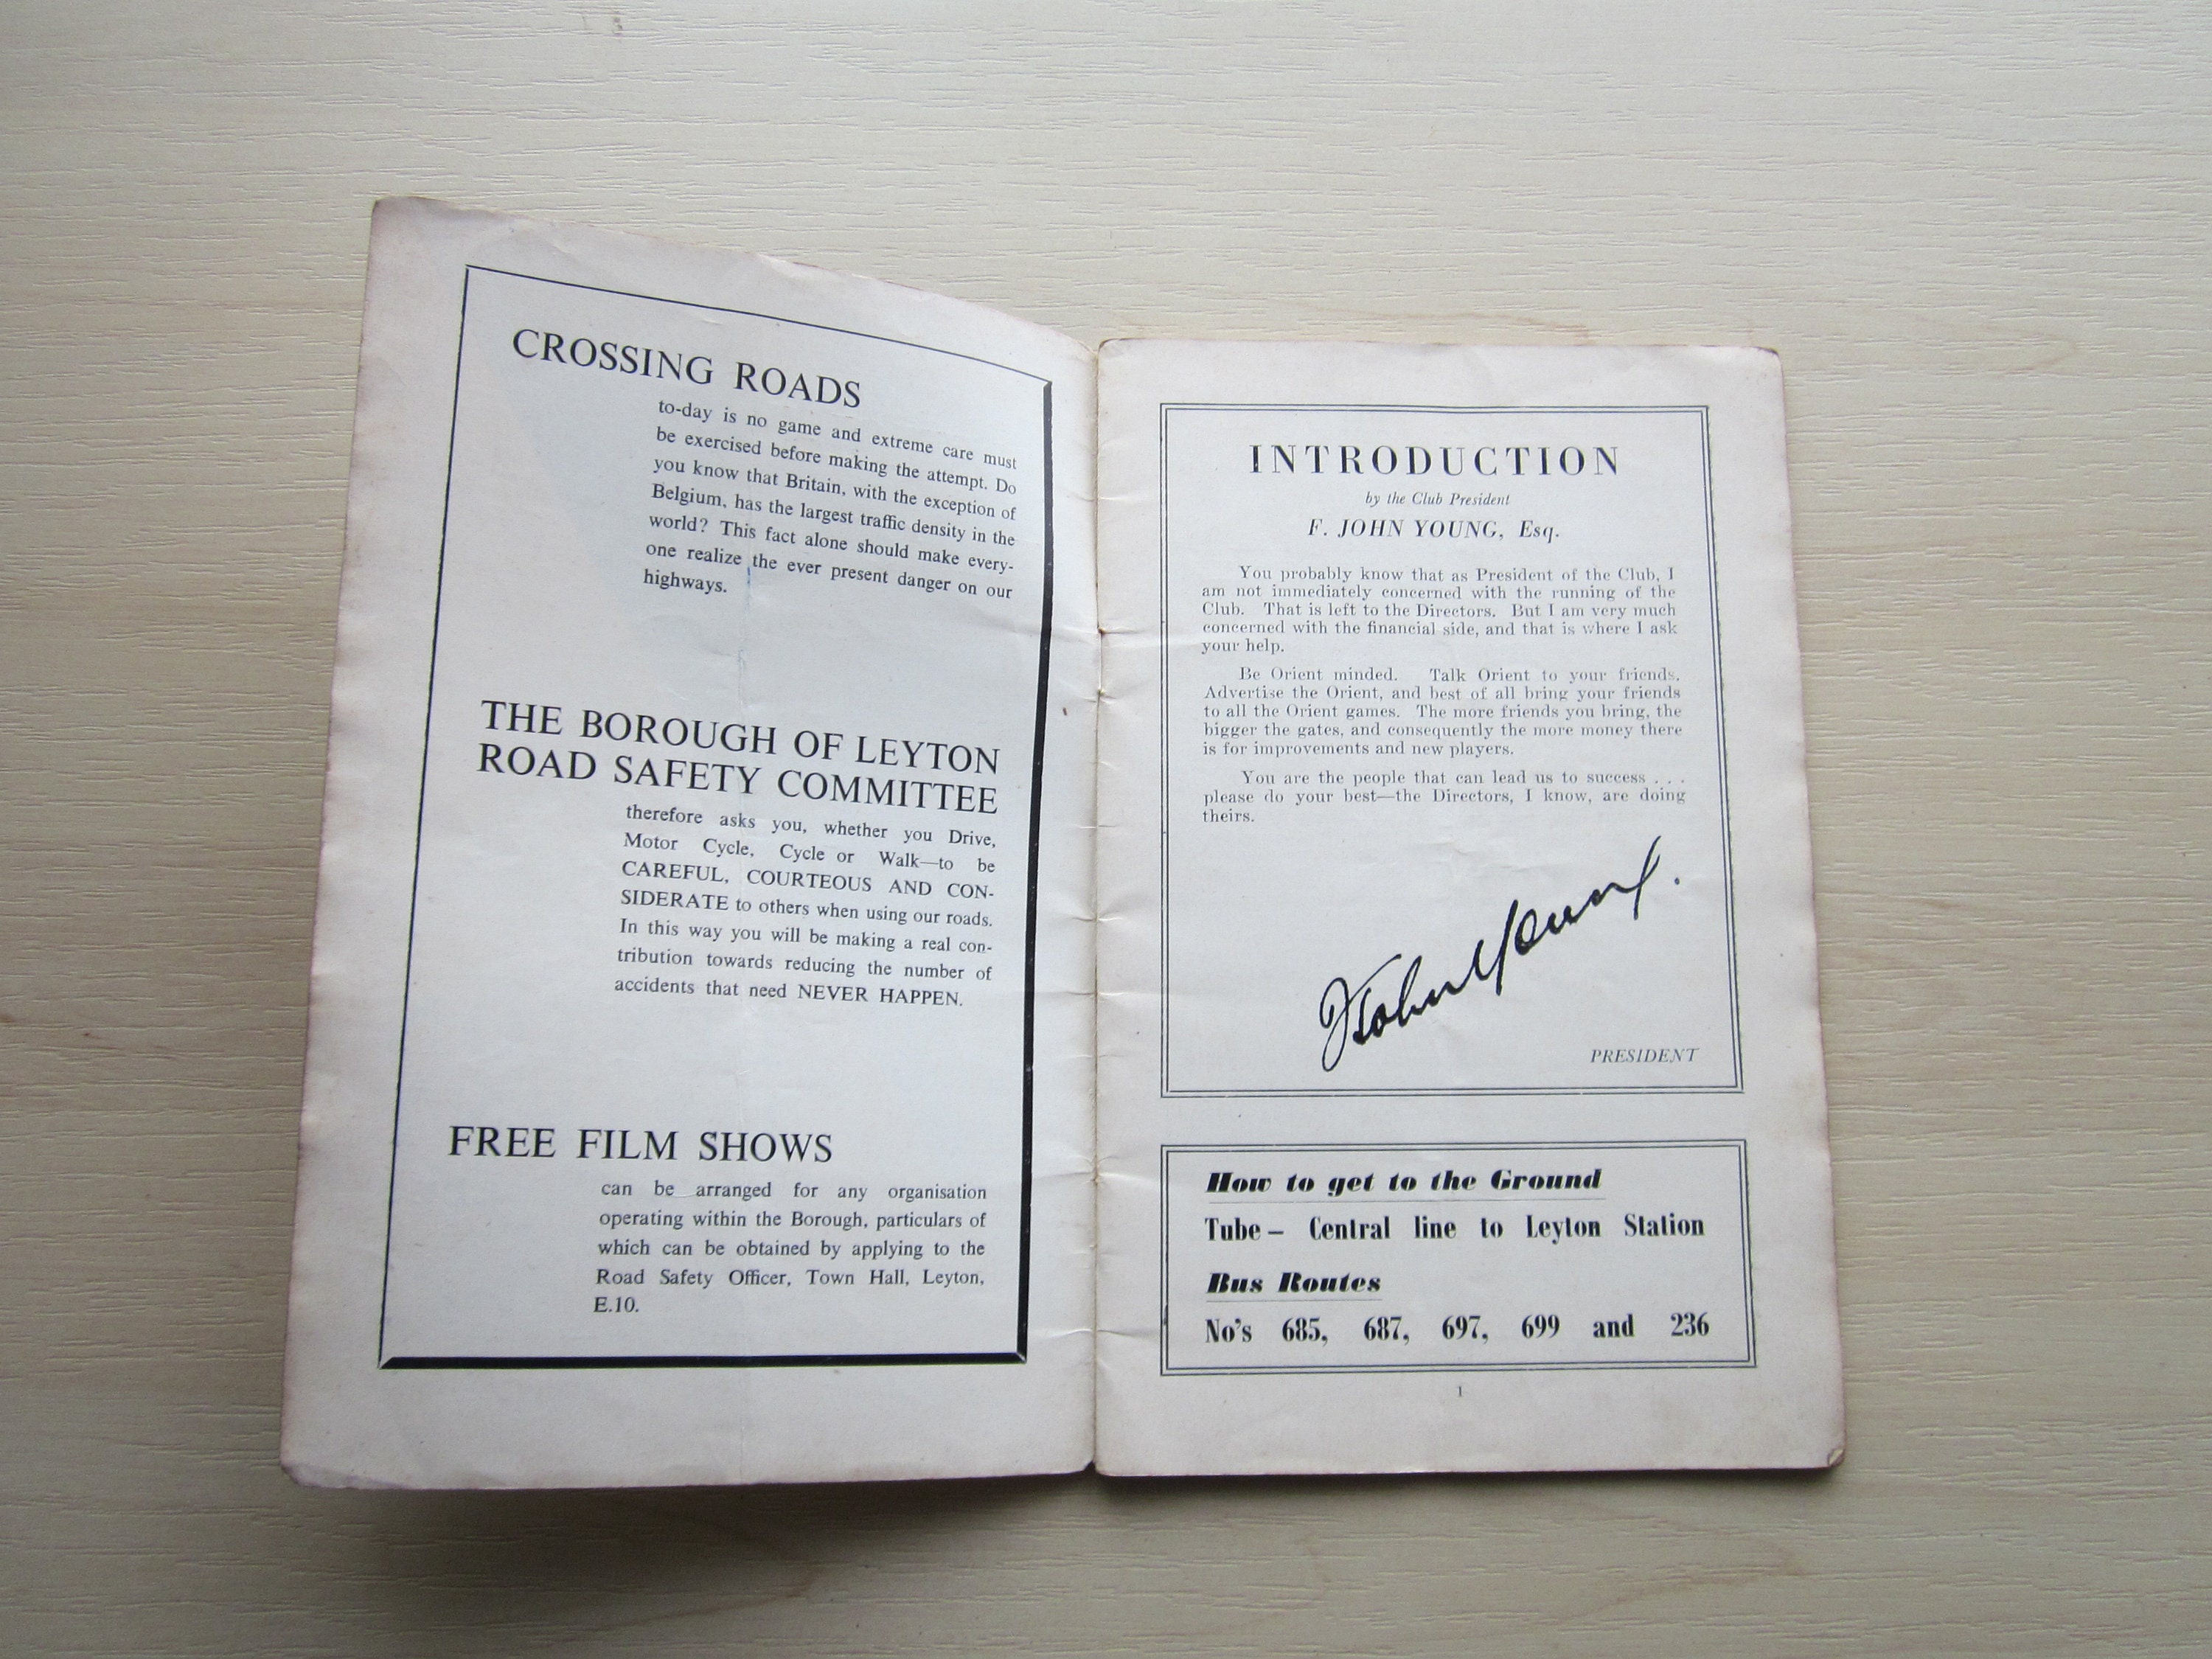 CROSSING ROADS
to-day is no game and extreme care must
be exercised before making the attempt. Do
you know that Britain, with the exception of
Belgium, has the largest traffic density in the
world? This fact alone should make every-
one realize the ever present danger on our
highways.
THE BOROUGH OF LEYTON
ROAD SAFETY COMMITTEE
therefore asks you, whether you Drive,
Motor Cycle, Cycle or Walk—to be
CAREFUL, COURTEOUS AND CON-
SIDERATE to others when using our roads.
In this way you will be making a real con-
tribution towards reducing the number of
accidents that need NEVER HAPPEN.
FREE FILM SHOWS
can be arranged for any organisation
operating within the Borough, particulars of
which can be obtained by applying to the
Road Safety Officer, Town Hall, Leyton,
E.10.
INTRODUCTION
by the Club President
F. JOHN YOUNG, Esq.
You probably know that as President of the Club, I
am not immediately concerned with the running of the
Club. That is left to the Directors. But I am very much
concerned with the financial side, and that is where I ask
your help.
Be Orient minded. Talk Orient to your friends.
Advertise the Orient, and best of all bring your friends
to all the Orient games. The more friends you bring, the
bigger the gates, and consequently the more money there
is for improvements and new players.
You are the people that can lead us to success . . .
please do your best—the Directors, I know, are doing
theirs.
F John Young.
PRESIDENT
How to get to the Ground
Tube – Central line to Leyton Station
Bus Routes
No's 685, 687, 697, 699 and 236
1